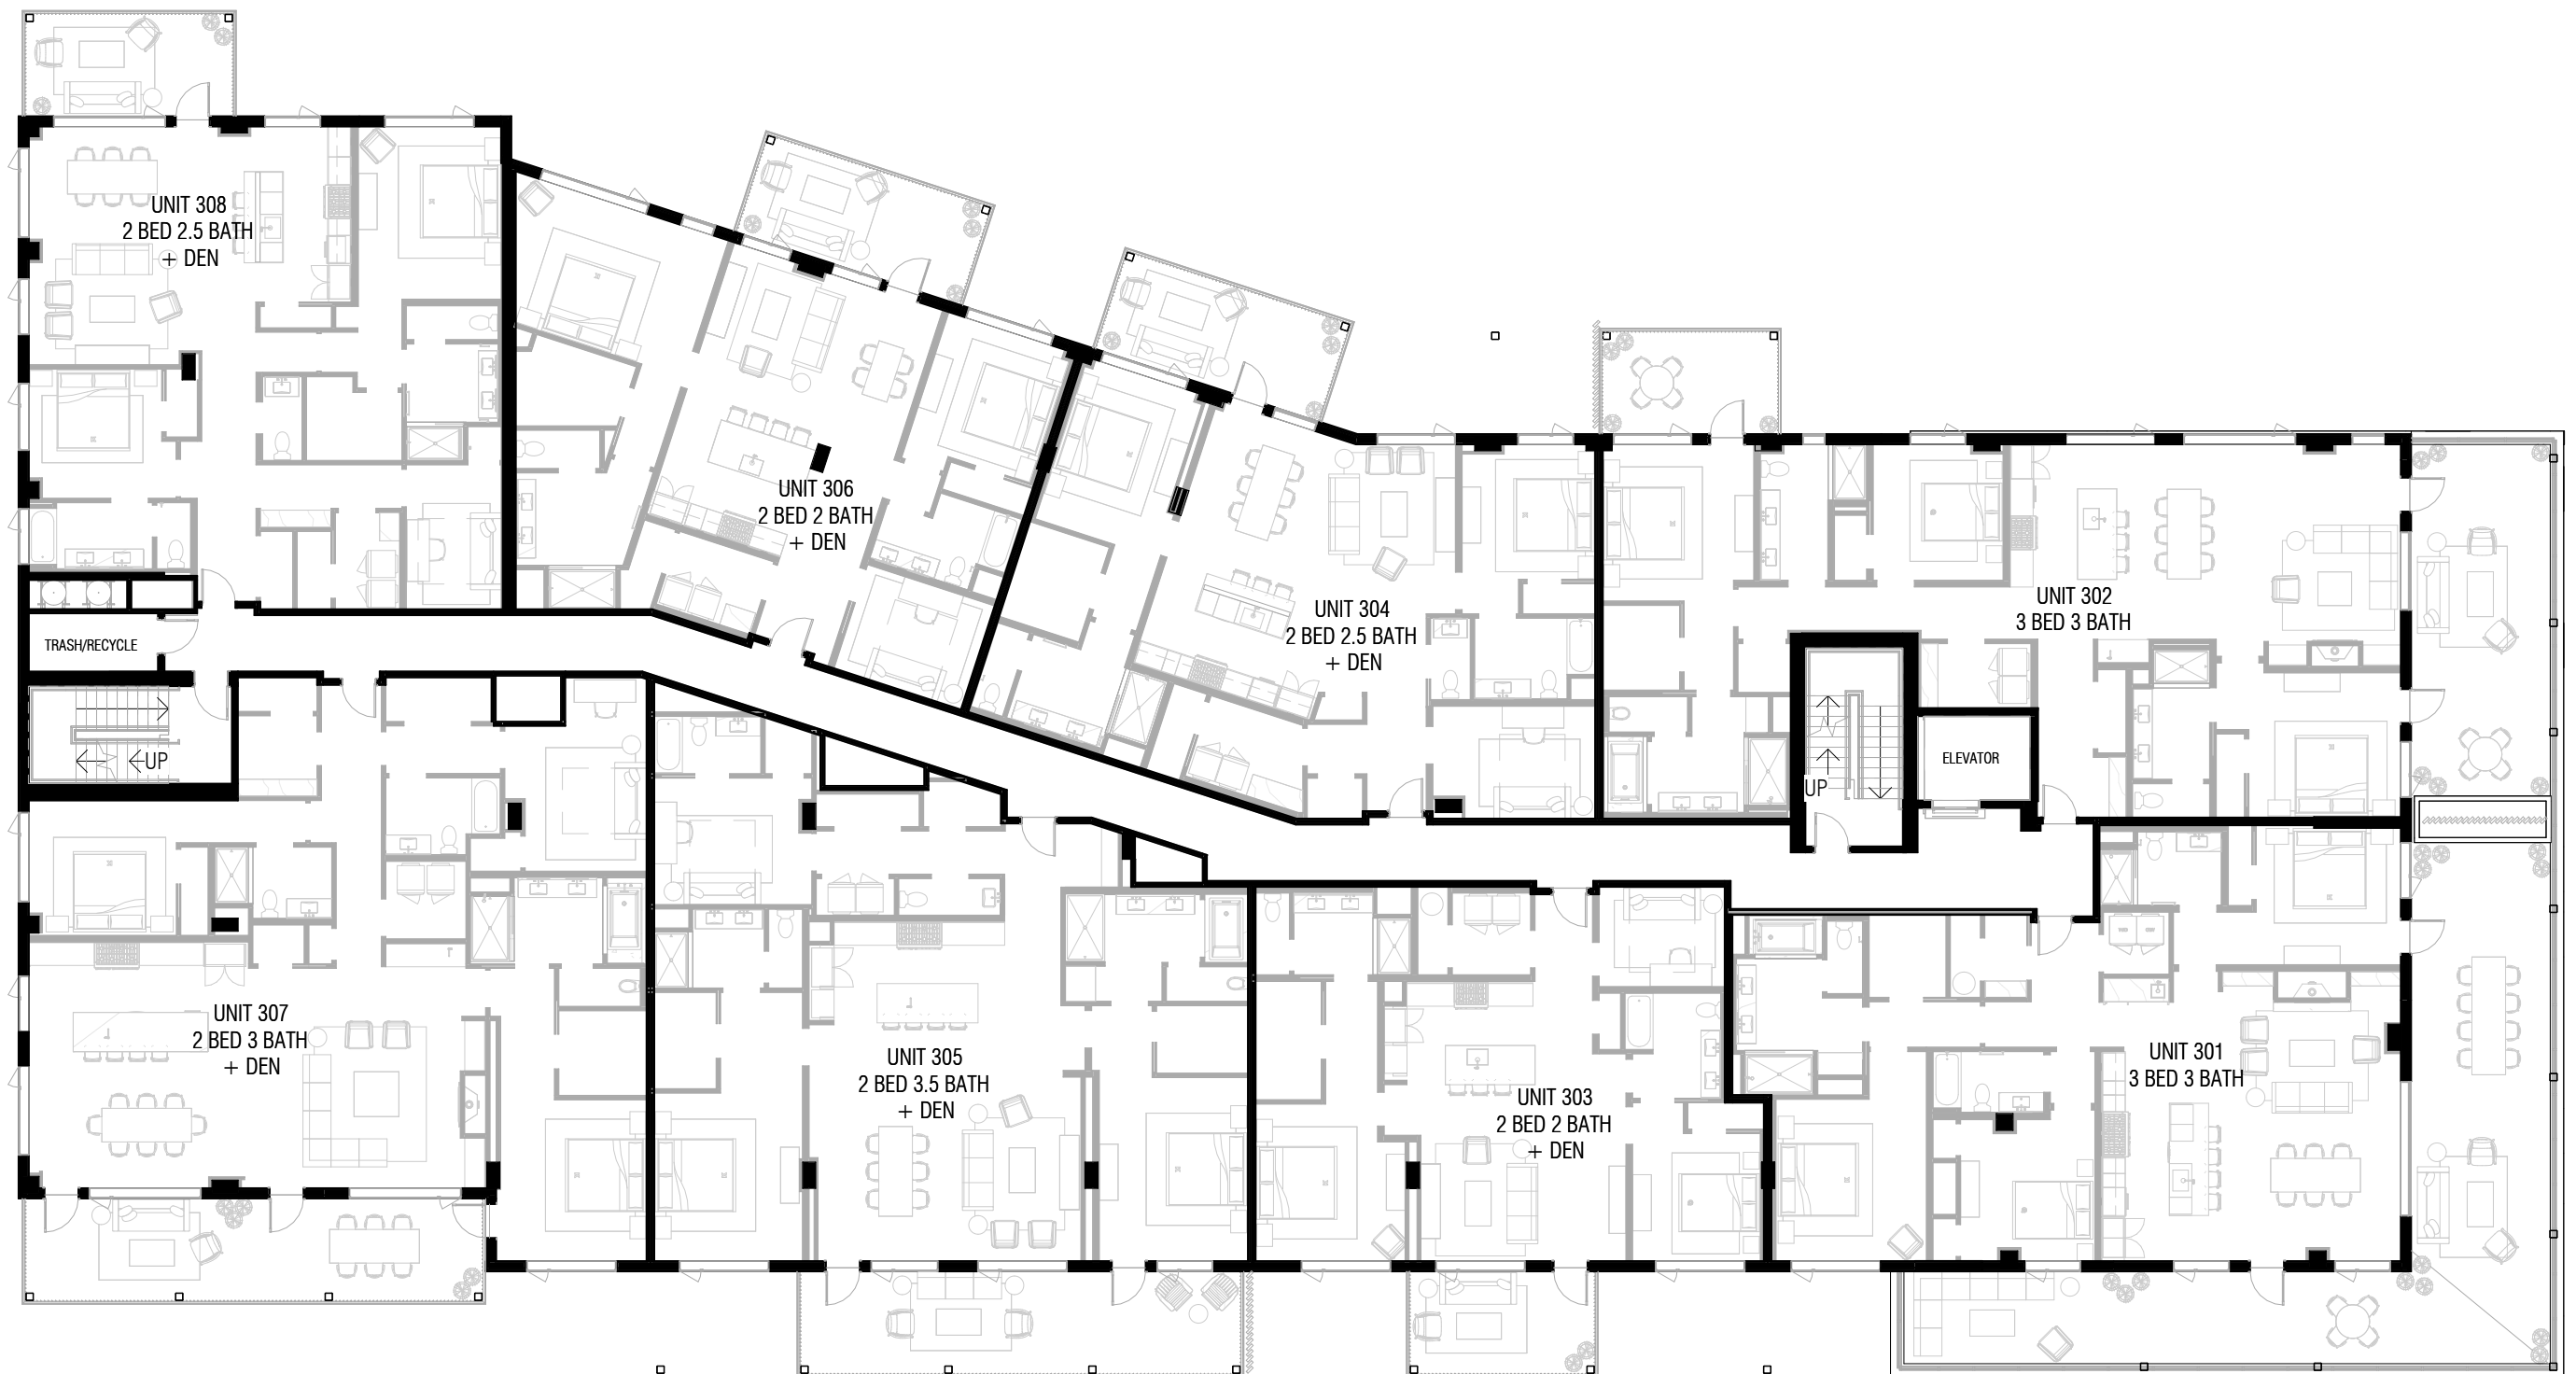 UNIT 308
2 BED 2.5 BATH
+ DEN
UNIT 306
2 BED 2 BATH
+ DEN
UNIT 304
2 BED 2.5 BATH
+ DEN
UNIT 302
3 BED 3 BATH
TRASH/RECYCLE
UP
ELEVATOR
UP
UNIT 307
2 BED 3 BATH
+ DEN
UNIT 305
2 BED 3.5 BATH
+ DEN
UNIT 303
2 BED 2 BATH
+ DEN
UNIT 301
3 BED 3 BATH